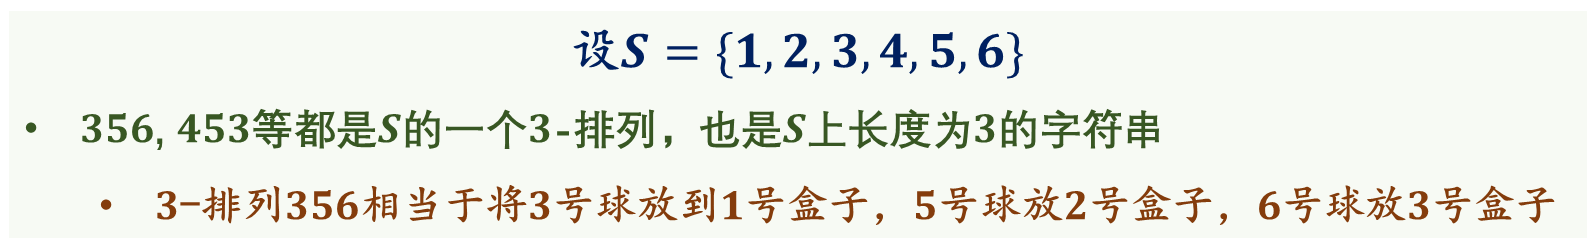 设S = {1, 2, 3, 4, 5, 6}
• 356, 453等都是S的一个3-排列，也是S上长度为3的字符串
• 3–排列356相当于将3号球放到1号盒子，5号球放2号盒子，6号球放3号盒子